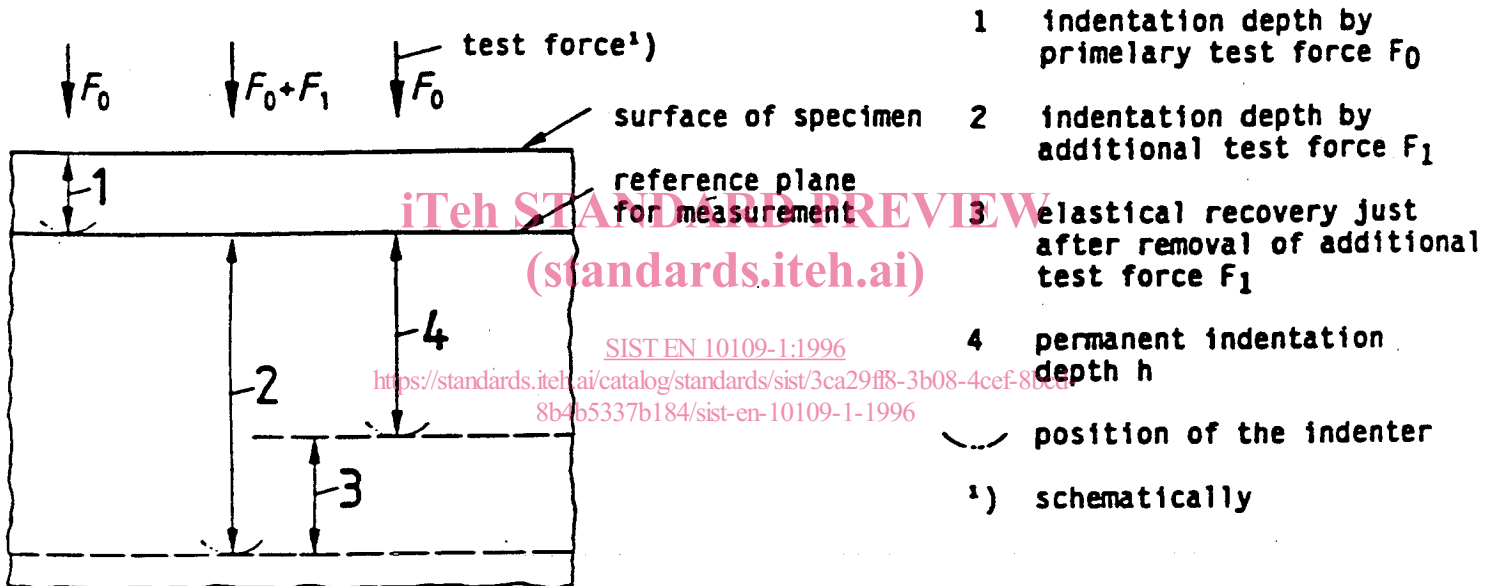 test force¹)
F₀
F₀+F₁
F₀
surface of specimen
reference plane
for measurement
1
2
4
3
1 indentation depth by
primelary test force F₀
2 indentation depth by
additional test force F₁
3 elastical recovery just
after removal of additional
test force F₁
4 permanent indentation
depth h
position of the indenter
¹) schematically
iTeh STANDARD PREVIEW
(standards.iteh.ai)
SIST EN 10109-1:1996
https://standards.iteh.ai/catalog/standards/sist/3ca29ff8-3b08-4cef-8bcd-
8b4b5337b184/sist-en-10109-1-1996